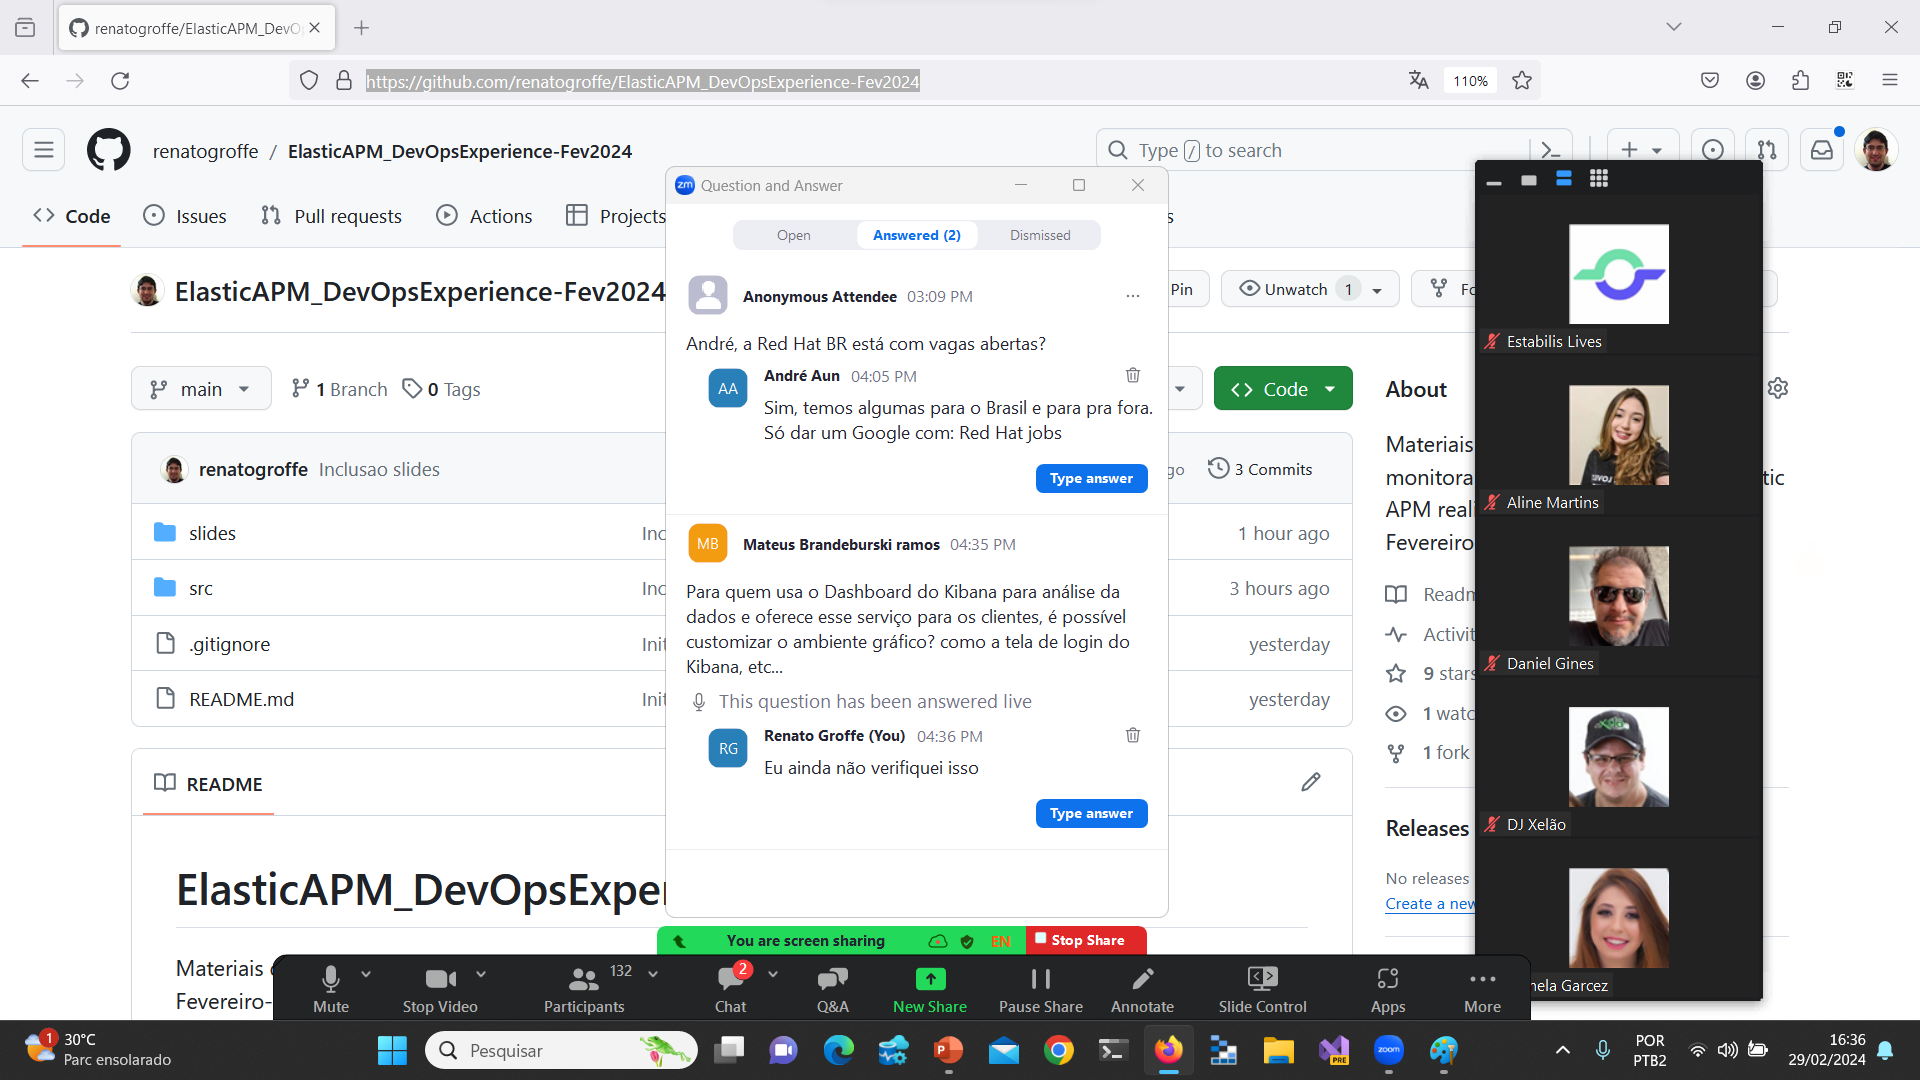 renatogroffe/ElasticAPM_DevO
https://github.com/renatogroffe/ElasticAPM_DevOpsExperience-Fev2024
110%
renatogroffe / ElasticAPM_DevOpsExperience-Fev2024
Type / to search
Code
Issues
Pull requests
Actions
Projects
ElasticAPM_DevOpsExperience-Fev2024
Pin
Unwatch 1
main
1 Branch
0 Tags
Code
renatogroffe Inclusao slides
3 Commits
slides
1 hour ago
src
3 hours ago
.gitignore
yesterday
README.md
yesterday
README
ElasticAPM_DevOpsExper
Materiais
Fevereiro-
About
Materiais
monitora
APM real
Fevereiro
Readm
Activit
9 stars
1 watc
1 fork
Releases
No releases
Create a new
zm Question and Answer
Open
Answered (2)
Dismissed
Anonymous Attendee 03:09 PM
André, a Red Hat BR está com vagas abertas?
AA
André Aun 04:05 PM
Sim, temos algumas para o Brasil e para pra fora.
Só dar um Google com: Red Hat jobs
Type answer
MB
Mateus Brandeburski ramos 04:35 PM
Para quem usa o Dashboard do Kibana para análise da
dados e oferece esse serviço para os clientes, é possível
customizar o ambiente gráfico? como a tela de login do
Kibana, etc...
This question has been answered live
RG
Renato Groffe (You) 04:36 PM
Eu ainda não verifiquei isso
Type answer
Estabilis Lives
Aline Martins
Daniel Gines
DJ Xelão
nela Garcez
You are screen sharing
EN
Stop Share
Mute
Stop Video
Participants
132
Chat
2
Q&A
New Share
Pause Share
Annotate
Slide Control
Apps
More
1
30°C
Parc ensolarado
Pesquisar
PRE
zoom
POR
PTB2
16:36
29/02/2024